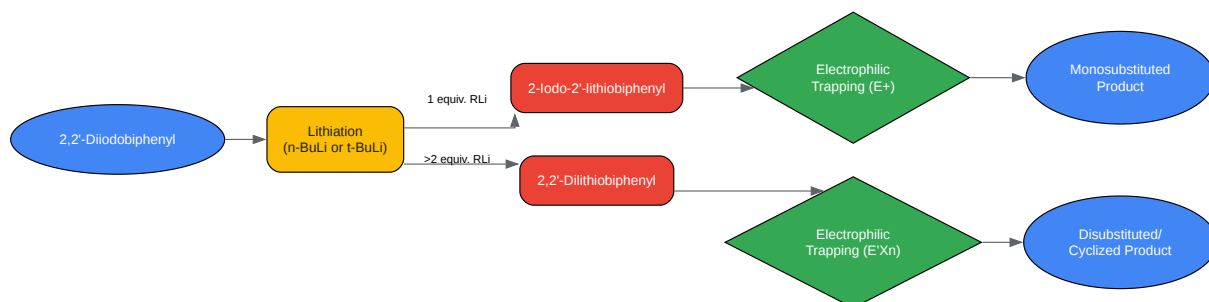 2,2'-Diiodobiphenyl
Lithiation
(n-BuLi or t-BuLi)
1 equiv. RLi
>2 equiv. RLi
2-Iodo-2'-lithiobiphenyl
2,2'-Dilithiobiphenyl
Electrophilic
Trapping (E+)
Monosubstituted
Product
Electrophilic
Trapping (E'Xn)
Disubstituted/
Cyclized Product